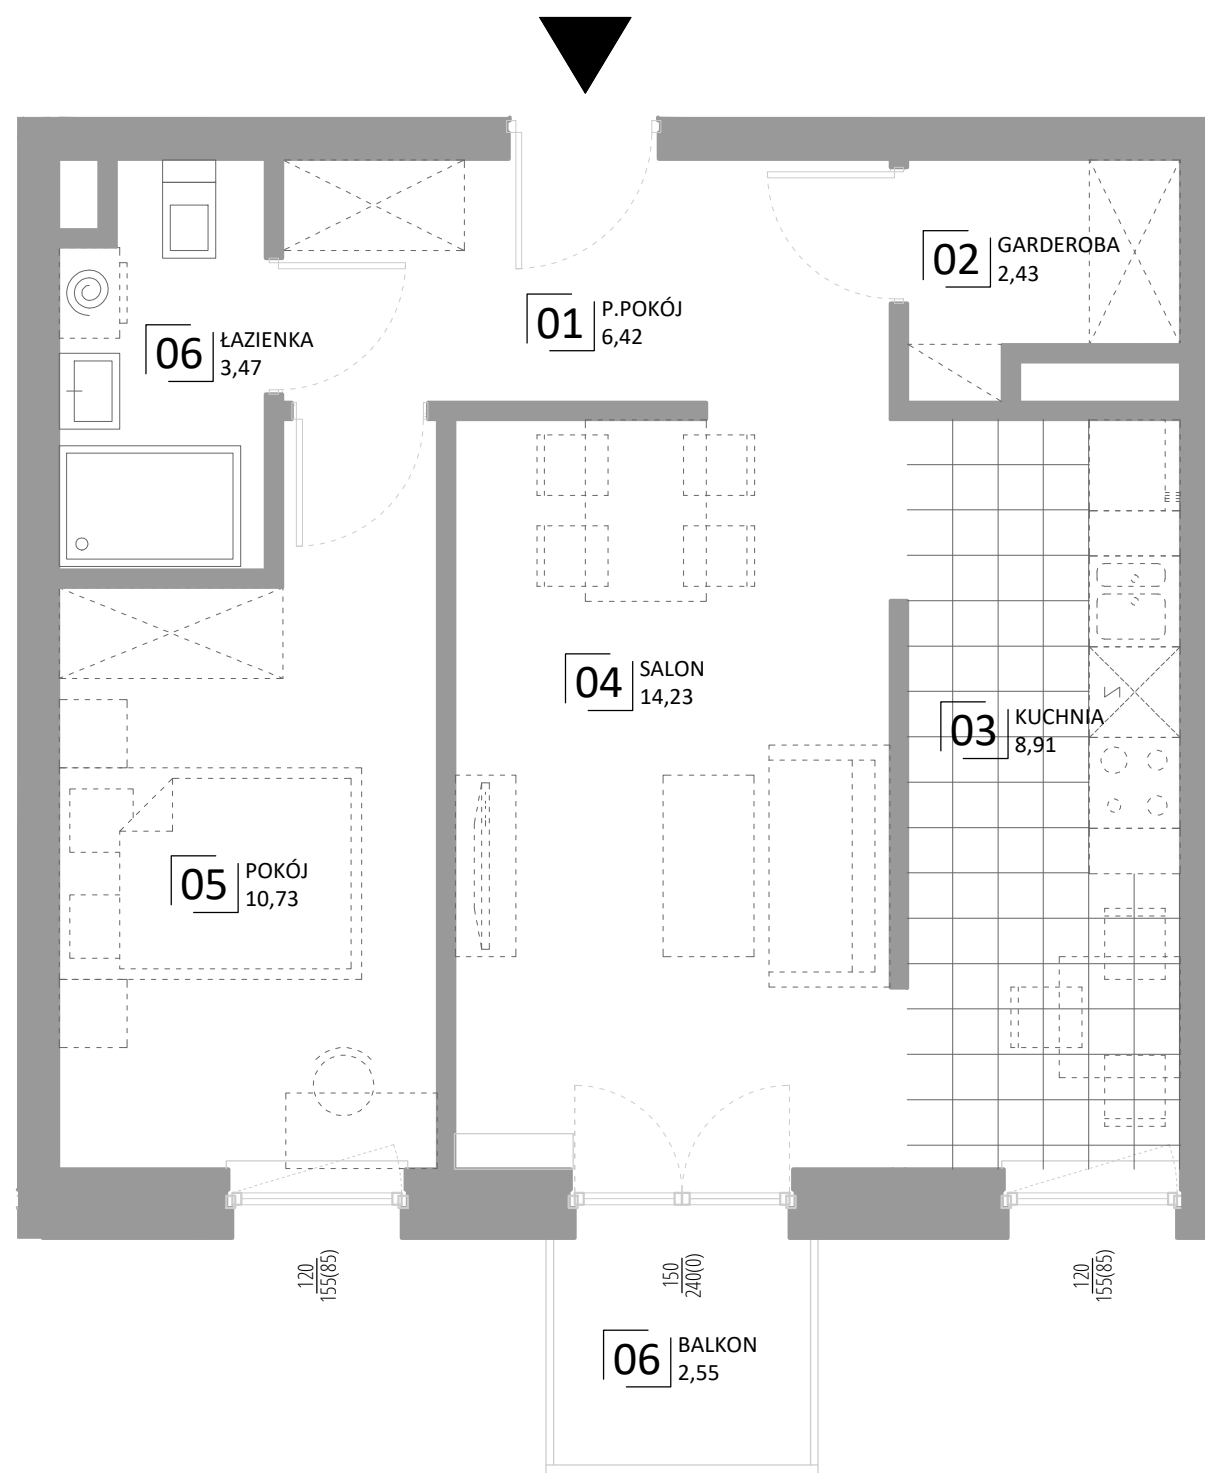 02
GARDEROBA
2,43
01
P.POKÓJ
6,42
06
ŁAZIENKA
3,47
04
SALON
14,23
03
KUCHNIA
8,91
05
POKÓJ
10,73
120
155(85)
150
240(0)
120
155(85)
06
BALKON
2,55